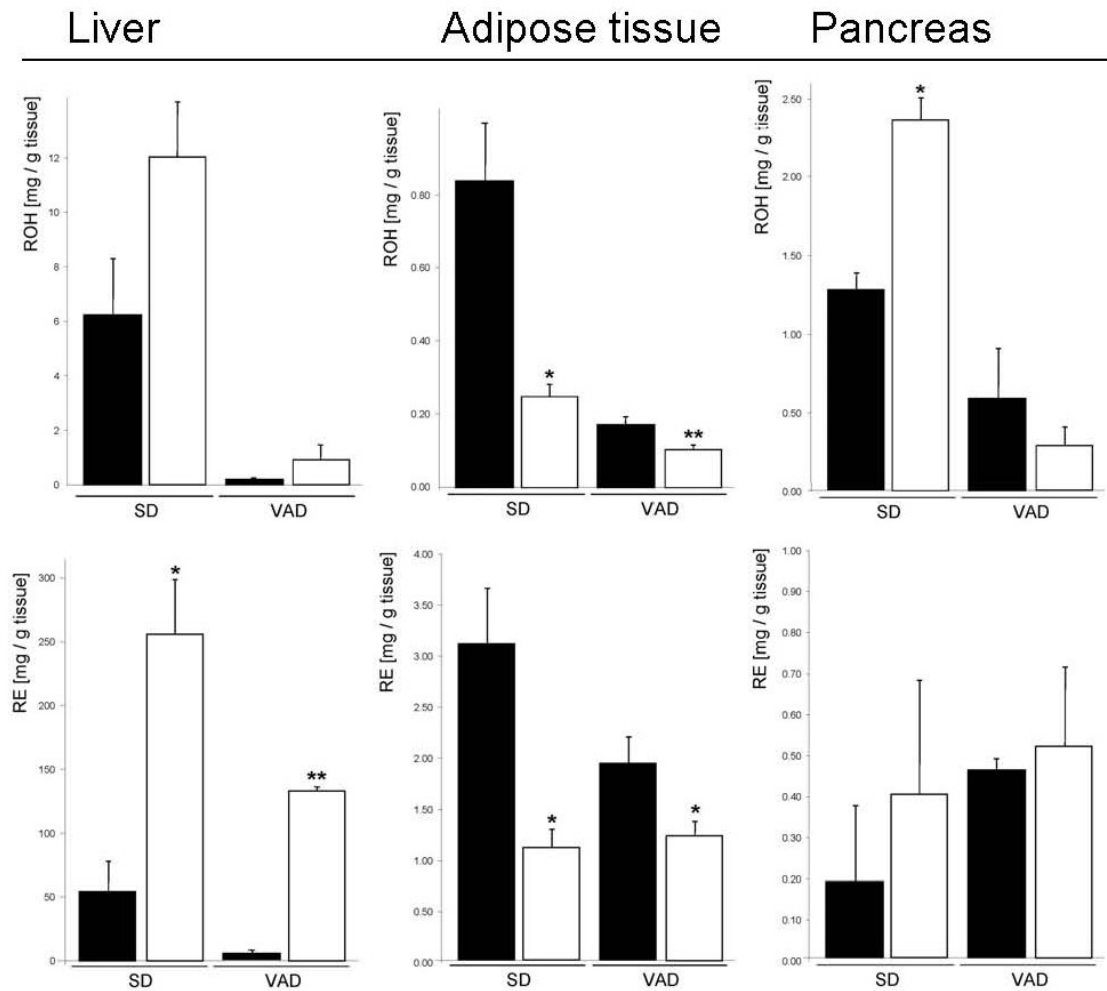 Liver
Adipose tissue
Pancreas
ROH [mg / g tissue]
12
10
8
6
4
2
0
SD
VAD
ROH [mg / g tissue]
0.80
0.60
0.40
0.20
0.00
*
**
SD
VAD
ROH [mg / g tissue]
2.50
2.00
1.50
1.00
0.50
0.00
*
SD
VAD
RE [mg / g tissue]
300
250
200
150
100
50
0
*
**
SD
VAD
RE [mg / g tissue]
4.00
3.50
3.00
2.50
2.00
1.50
1.00
0.50
0.00
*
*
SD
VAD
RE [mg / g tissue]
1.00
0.90
0.80
0.70
0.60
0.50
0.40
0.30
0.20
0.10
0.00
SD
VAD